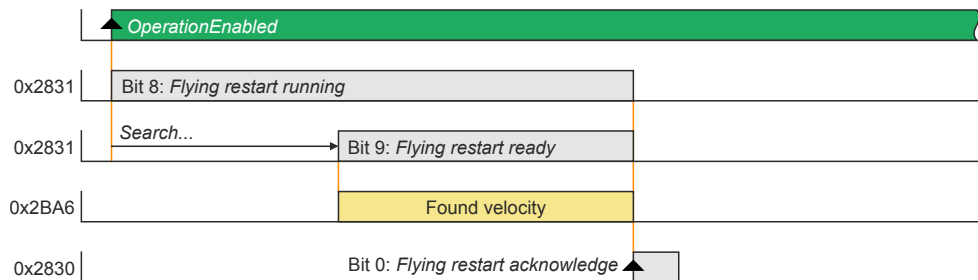 OperationEnabled
0x2831
Bit 8: Flying restart running
Search...
0x2831
Bit 9: Flying restart ready
0x2BA6
Found velocity
0x2830
Bit 0: Flying restart acknowledge